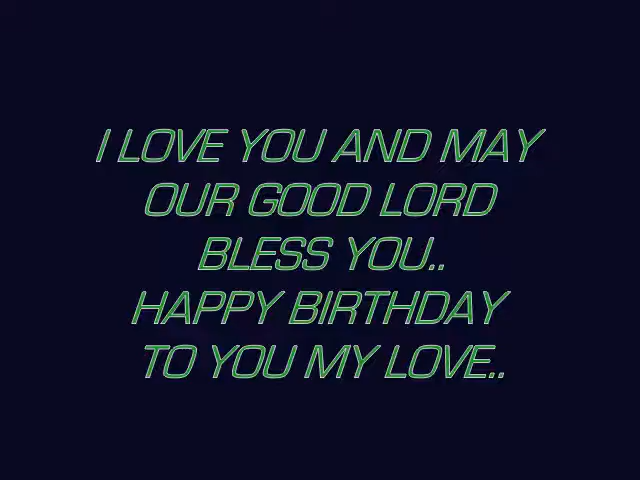 I LOVE YOU AND MAY
OUR GOOD LORD
BLESS YOU..
HAPPY BIRTHDAY
TO YOU MY LOVE..